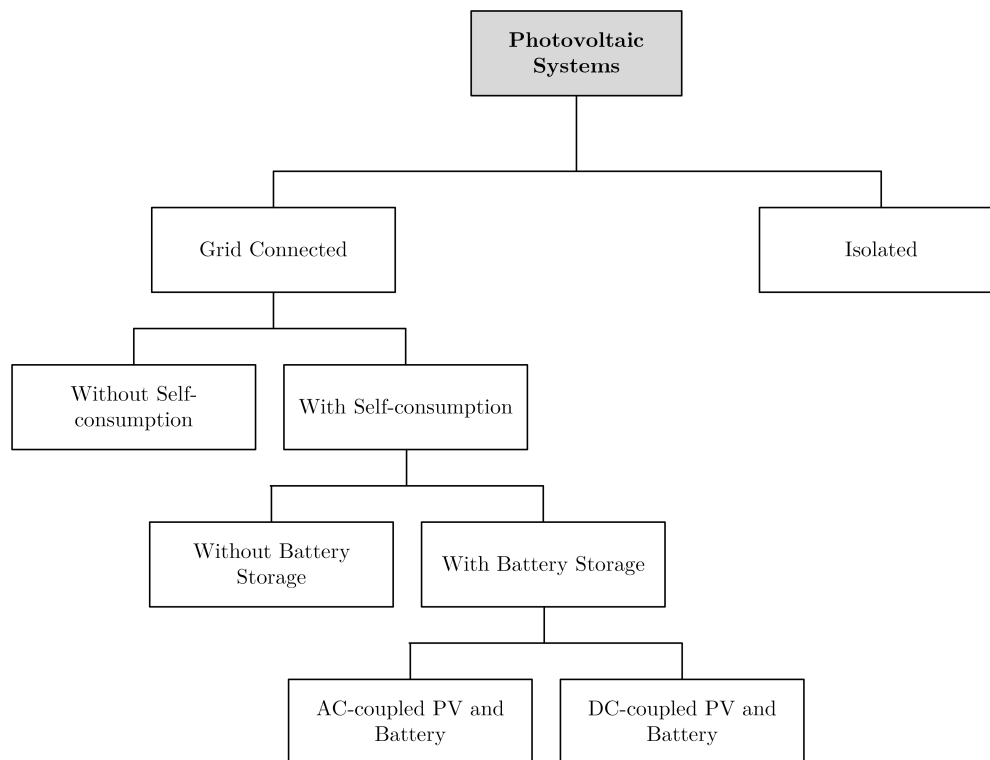 Photovoltaic
Systems
Grid Connected
Isolated
Without Self-
consumption
With Self-consumption
Without Battery
Storage
With Battery Storage
AC-coupled PV and
Battery
DC-coupled PV and
Battery